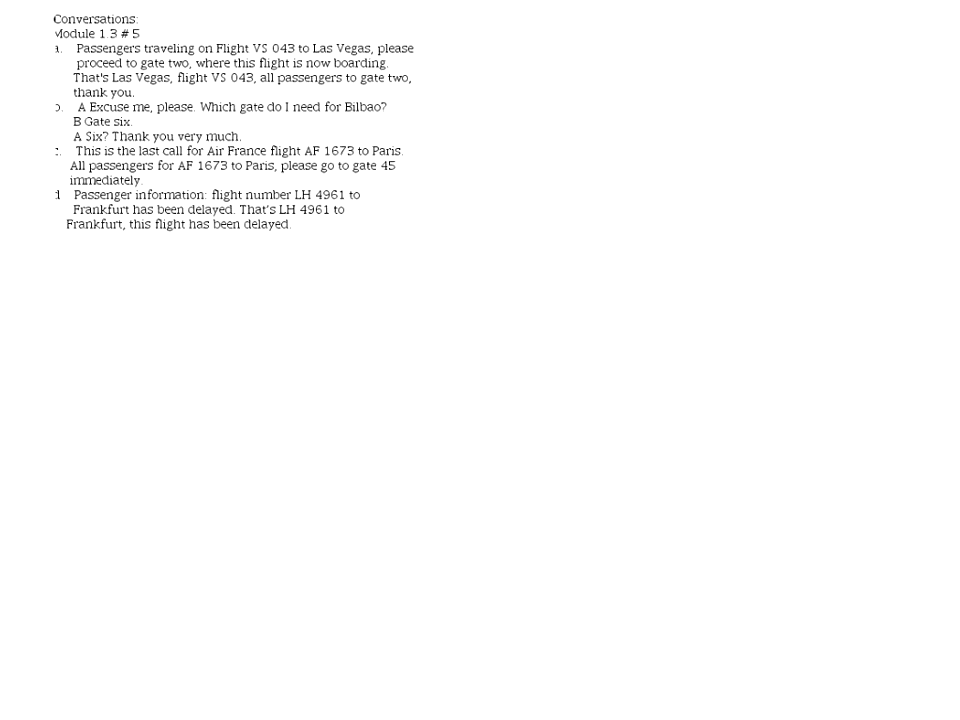 Conversations:
Module 1.3 # 5
a. Passengers traveling on Flight VS 043 to Las Vegas, please
proceed to gate two, where this flight is now boarding.
That's Las Vegas, flight VS 043, all passengers to gate two,
thank you.
b. A Excuse me, please. Which gate do I need for Bilbao?
B Gate six.
A Six? Thank you very much.
c. This is the last call for Air France flight AF 1673 to Paris.
All passengers for AF 1673 to Paris, please go to gate 45
immediately.
d Passenger information: flight number LH 4961 to
Frankfurt has been delayed. That's LH 4961 to
Frankfurt, this flight has been delayed.